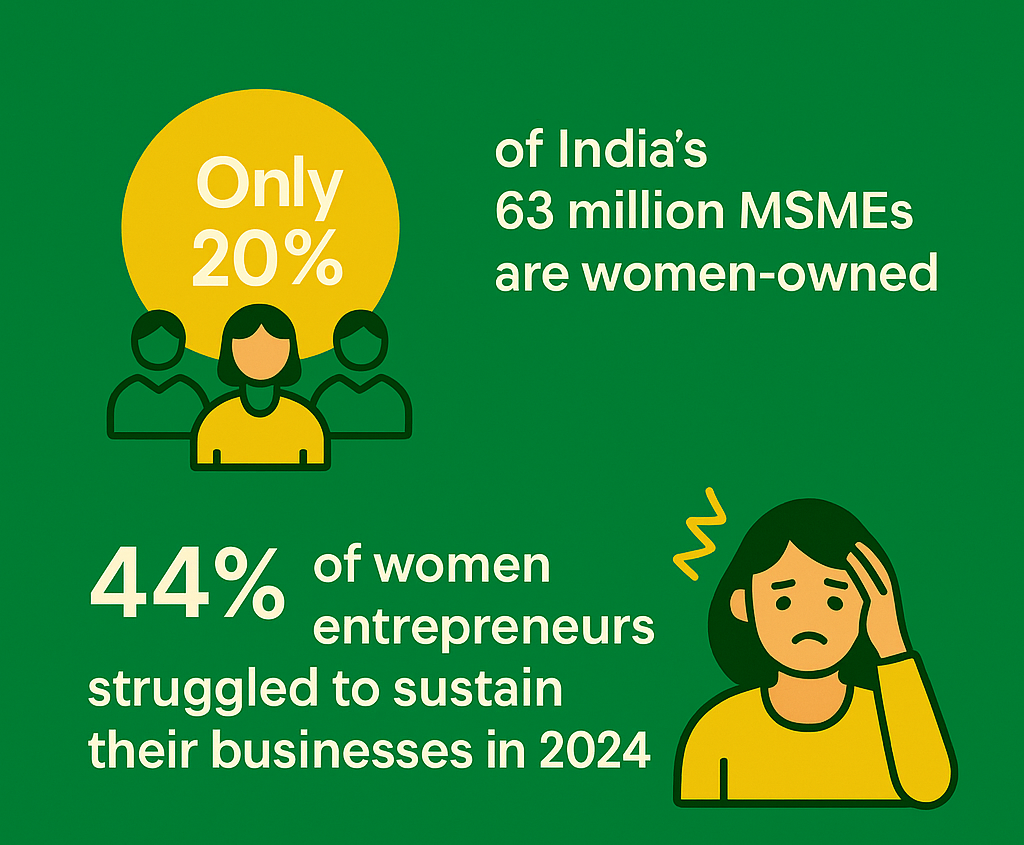 Only
20%
of India’s
63 million MSMEs
are women-owned
44% of women
entrepreneurs
struggled to sustain
their businesses in 2024